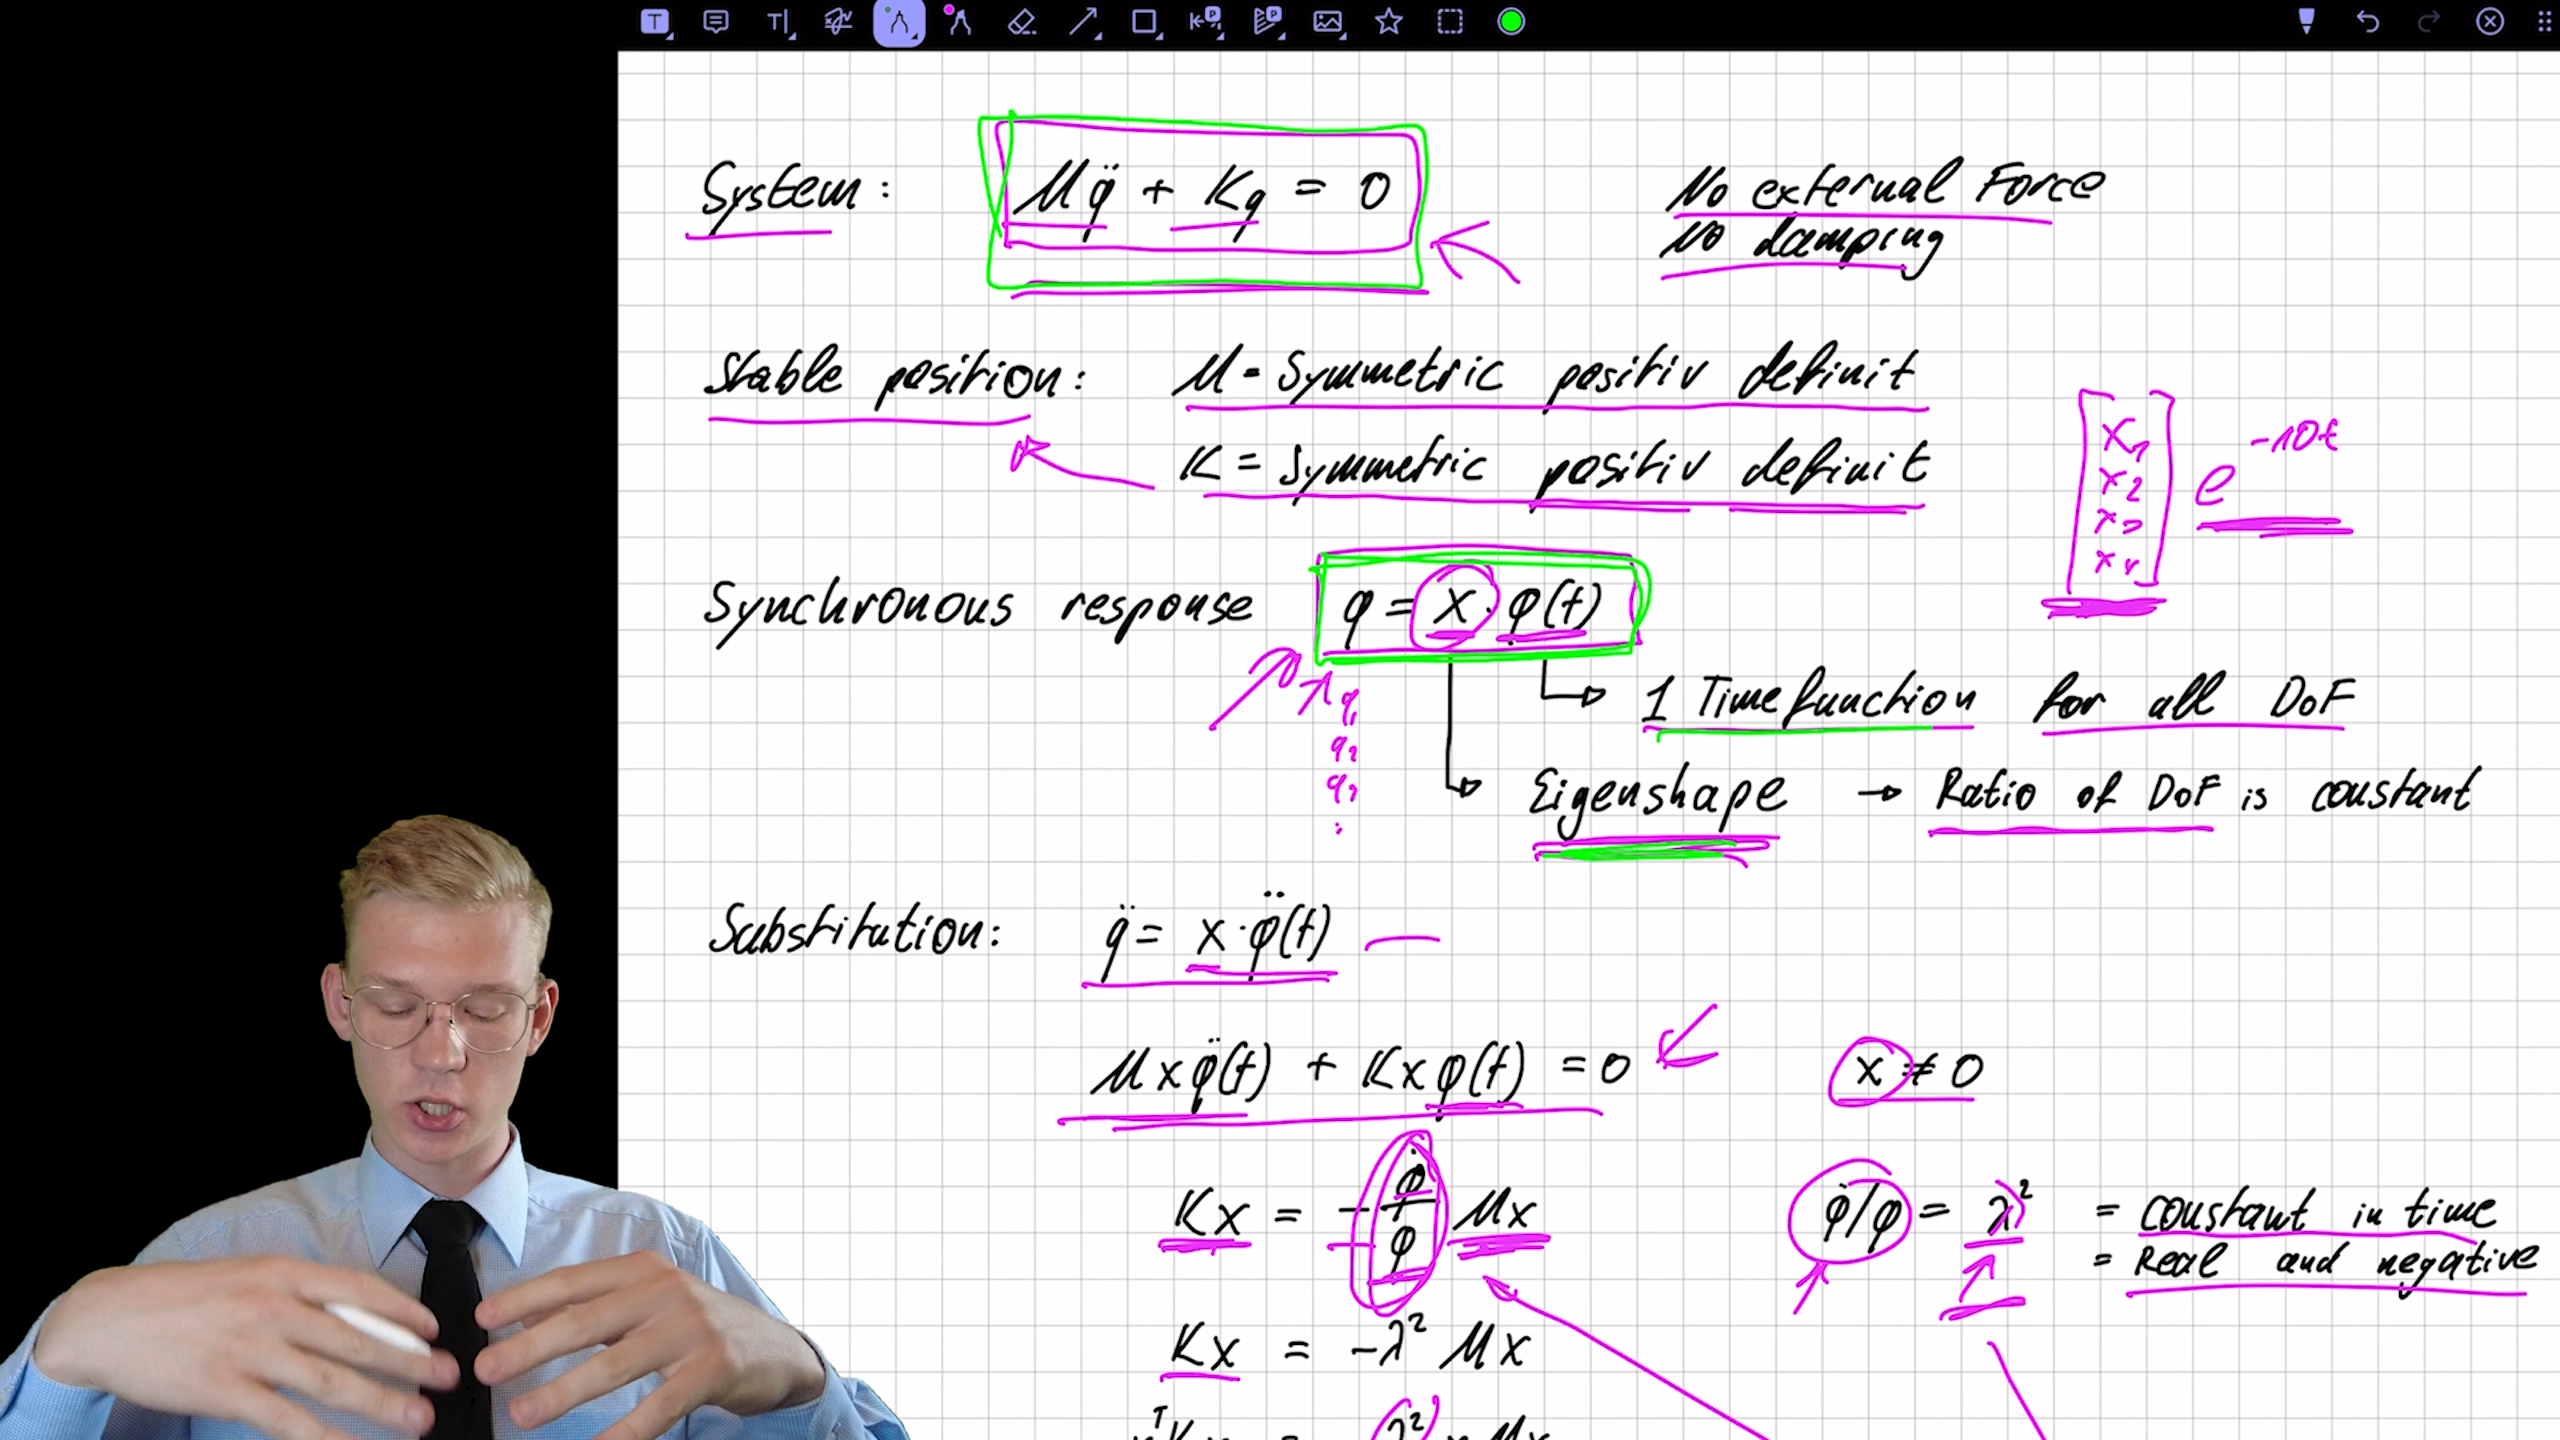 System: Mq̈ + Kq = 0
No external Force
No damping
Stable position: M = Symmetric positiv definit
K = Symmetric positiv definit
x₁
x₂
x₃
x₄
e^-10t
Synchronous response q = x · φ(t)
q₁
q₂
q₃
:
1 Timefunction for all DoF
Eigenshape → Ratio of DoF is constant
Substitution: q̈ = x · φ̈(t)
Mxφ̈(t) + Kxφ(t) = 0
x ≠ 0
Kx = - φ̈/φ Mx
φ̈/φ = λ² = constant in time
= Real and negative
Kx = -λ² Mx